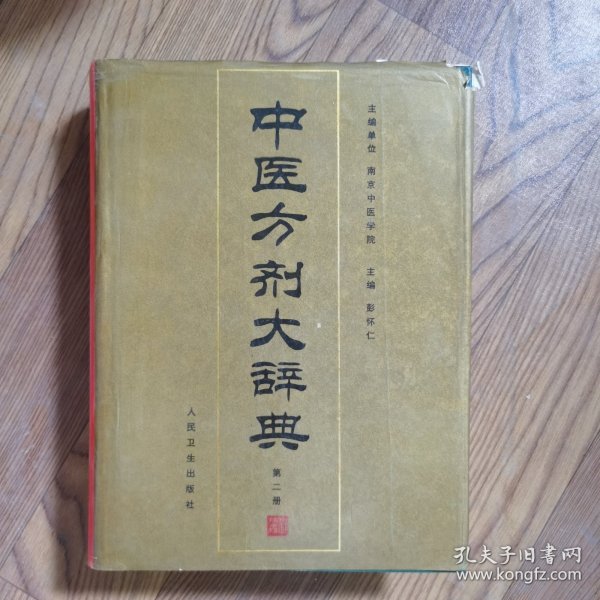 主编单位 南京中医学院 主编 彭怀仁
中医方剂大辞典
第二册
人民卫生出版社
孔夫子旧书网
www.kongfz.com